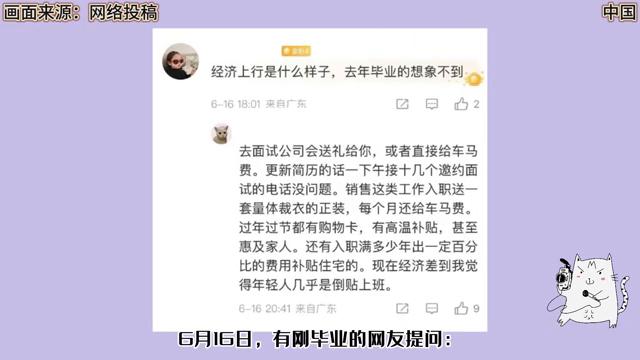 画面来源：网络投稿
中国
经济上行是什么样子，去年毕业的想象不到
6-16 18:01 来自广东
2
去面试公司会送礼给你，或者直接给车马
费。更新简历的话一下午接十几个邀约面
试的电话没问题。销售这类工作入职送一
套量体裁衣的正装，每个月还给车马费。
过年过节都有购物卡，有高温补贴，甚至
惠及家人。还有入职满多少年出一定百分
比的费用补贴住宅的。现在经济差到我觉
得年轻人几乎是倒贴上班。
6-16 20:41 来自广东
9
6月16日，有刚毕业的网友提问：